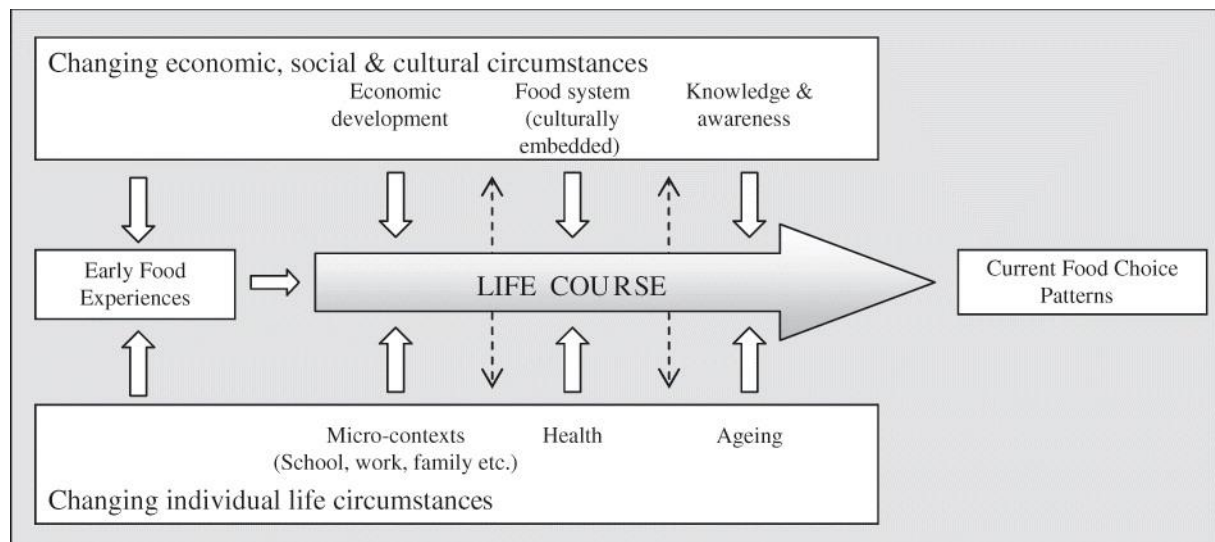 Changing economic, social & cultural circumstances
Economic
development
Food system
(culturally
embedded)
Knowledge &
awareness
Early Food
Experiences
LIFE COURSE
Current Food Choice
Patterns
Micro-contexts
(School, work, family etc.)
Health
Ageing
Changing individual life circumstances